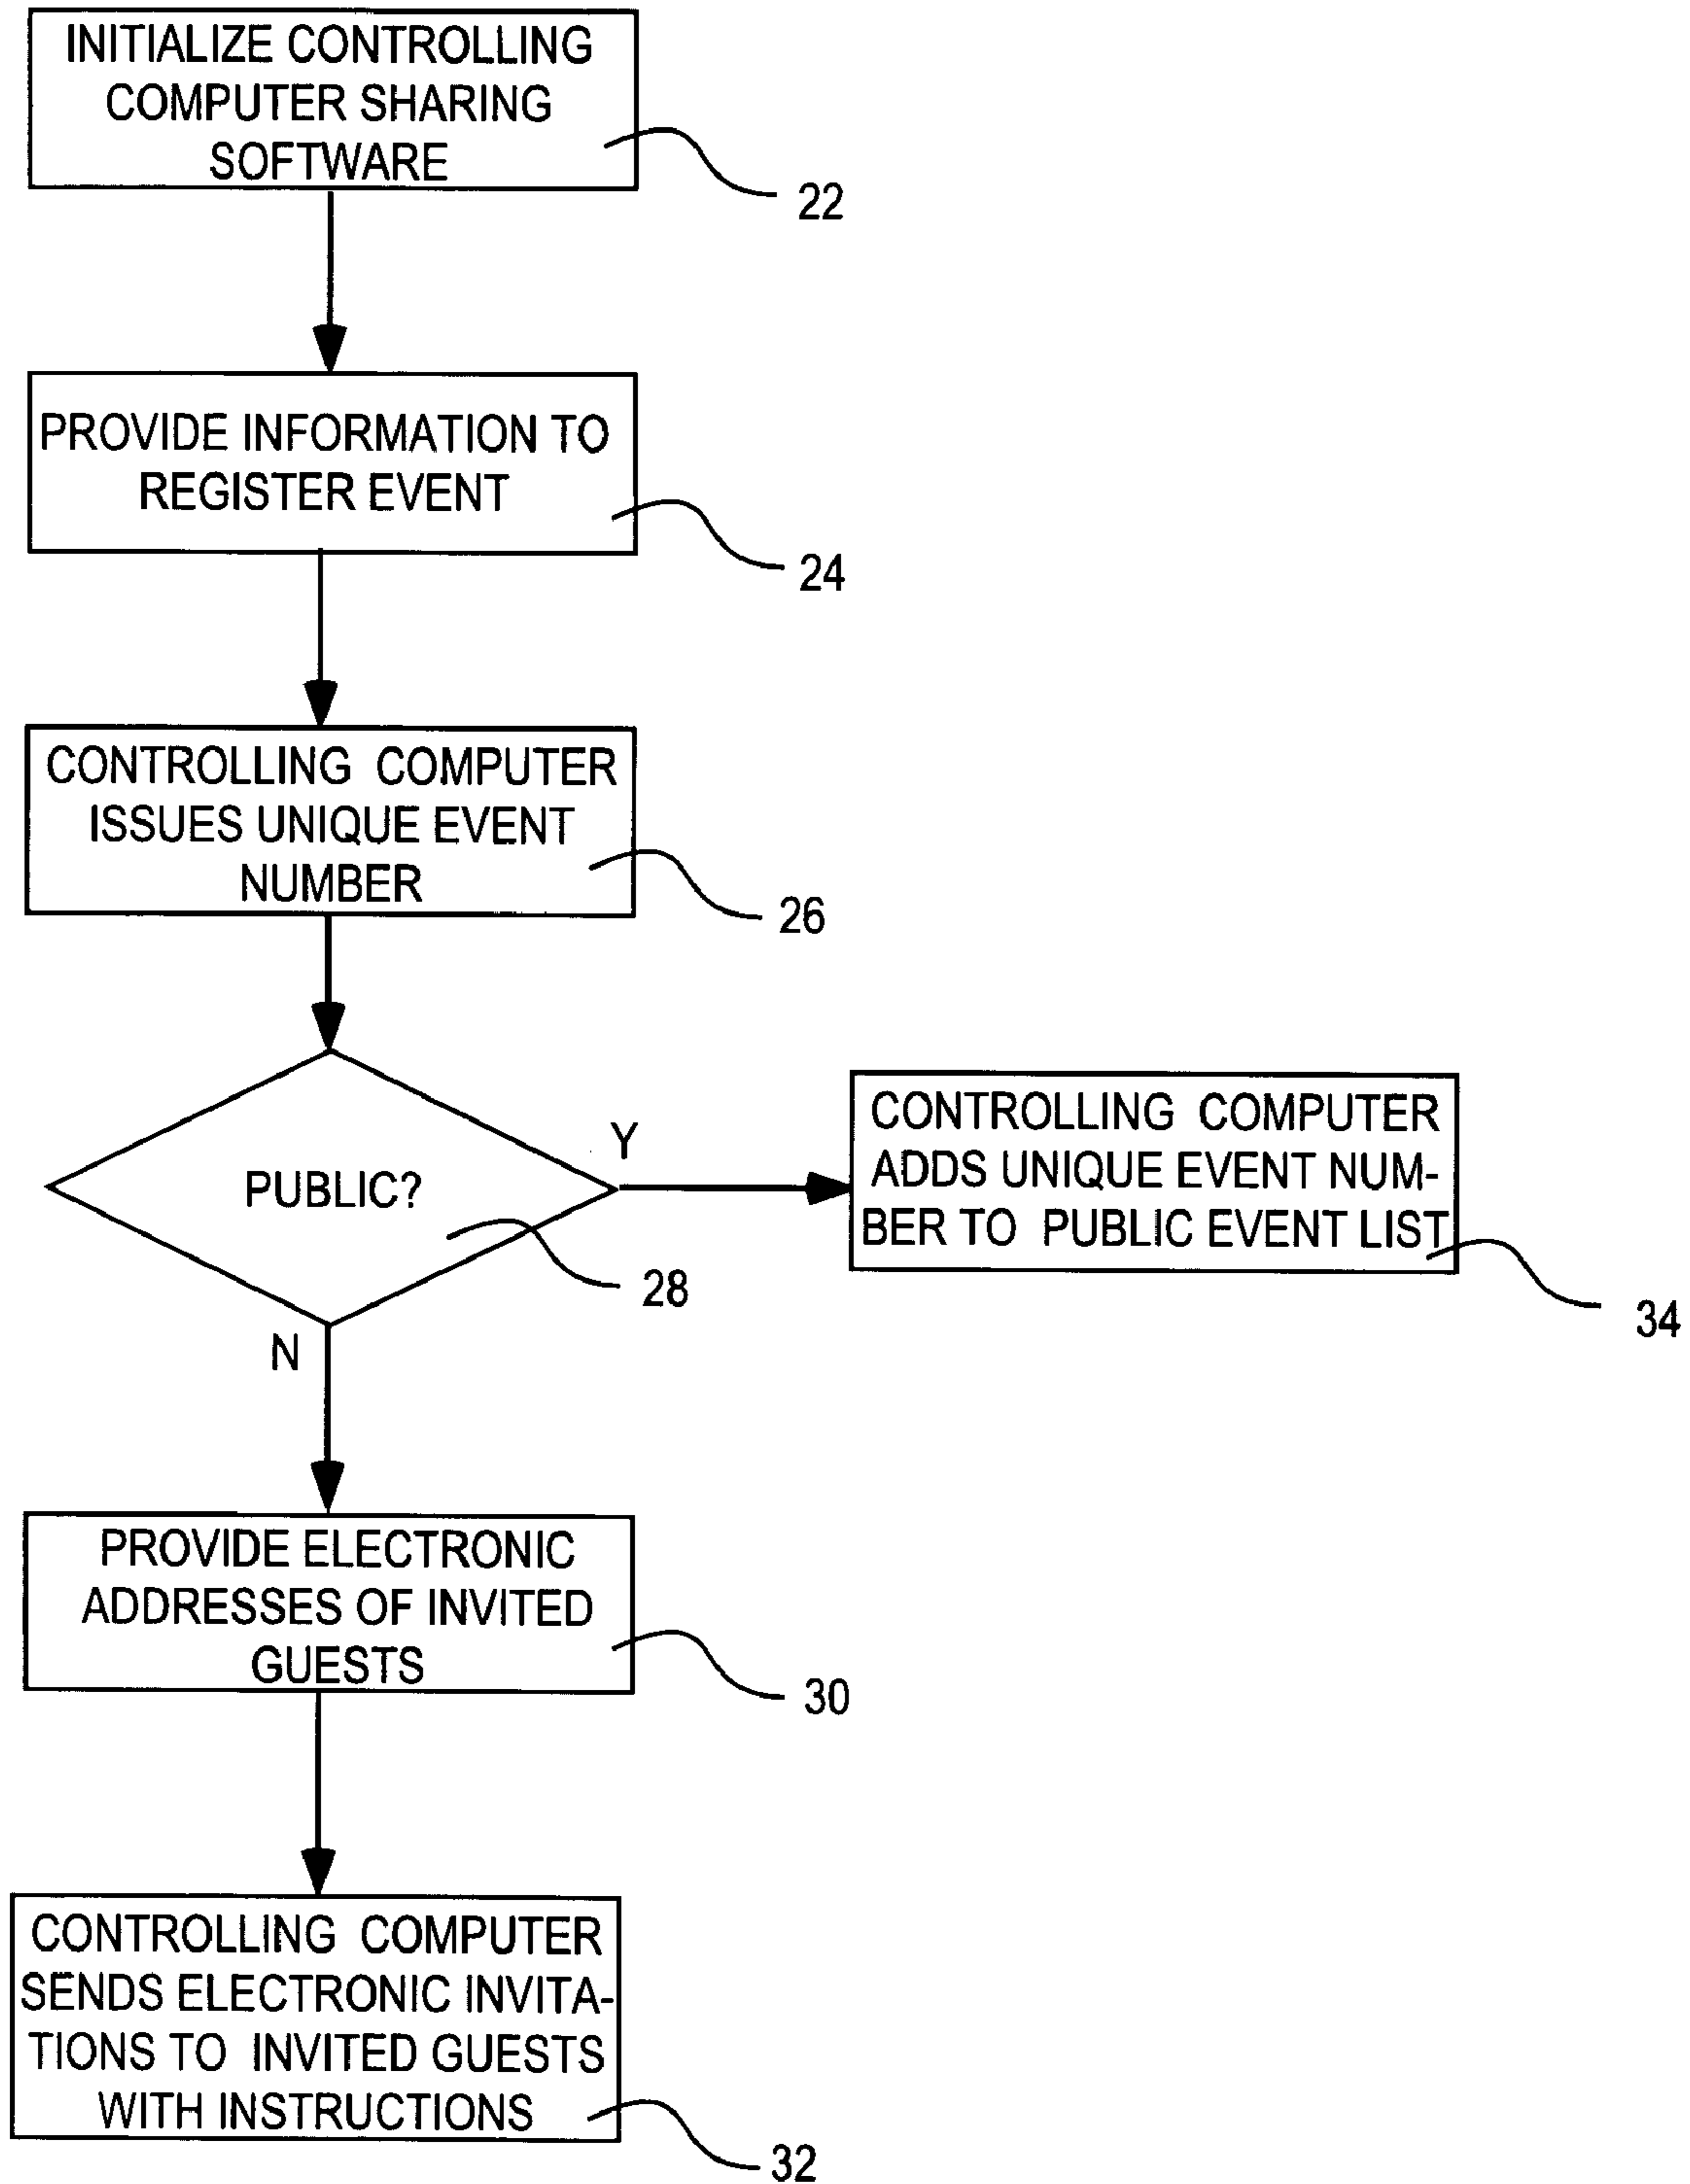 INITIALIZE CONTROLLING
COMPUTER SHARING
SOFTWARE
22
PROVIDE INFORMATION TO
REGISTER EVENT
24
CONTROLLING COMPUTER
ISSUES UNIQUE EVENT
NUMBER
26
PUBLIC?
28
Y
CONTROLLING COMPUTER
ADDS UNIQUE EVENT NUM-
BER TO PUBLIC EVENT LIST
34
N
PROVIDE ELECTRONIC
ADDRESSES OF INVITED
GUESTS
30
CONTROLLING COMPUTER
SENDS ELECTRONIC INVITA-
TIONS TO INVITED GUESTS
WITH INSTRUCTIONS
32